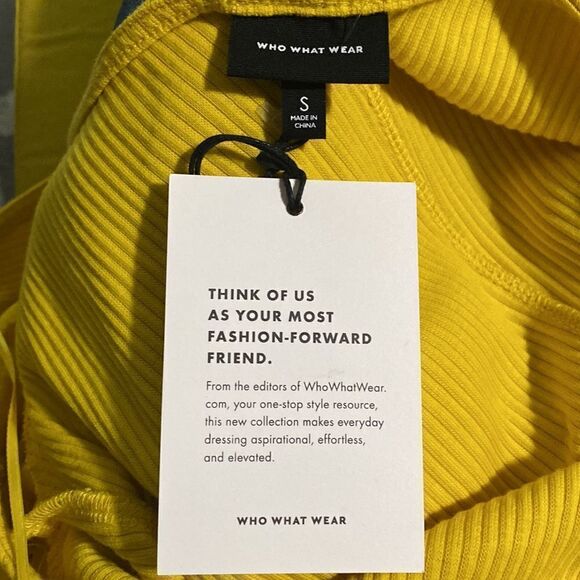 WHO WHAT WEAR
S
MADE IN
CHINA
THINK OF US
AS YOUR MOST
FASHION-FORWARD
FRIEND.
From the editors of WhoWhatWear.
com, your one-stop style resource,
this new collection makes everyday
dressing aspirational, effortless,
and elevated.
WHO WHAT WEAR